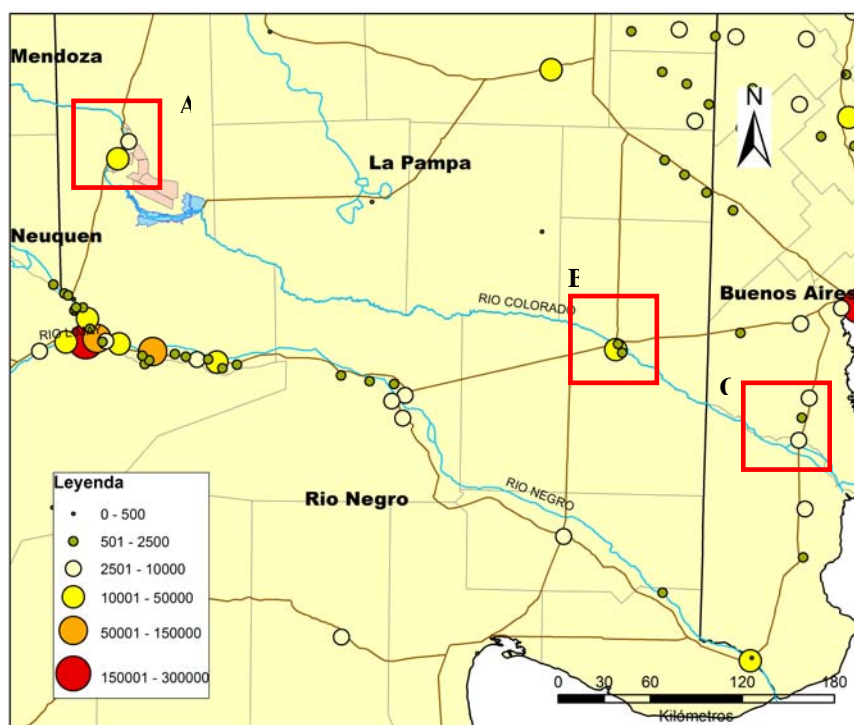 Mendoza
A
N
La Pampa
Neuquen
B
Buenos Aires
RIO COLORADO
RIO LIMAY
C
Leyenda
0 - 500
501 - 2500
2501 - 10000
10001 - 50000
50001 - 150000
150001 - 300000
Rio Negro
RIO NEGRO
0 30 60 120 180
Kilómetros